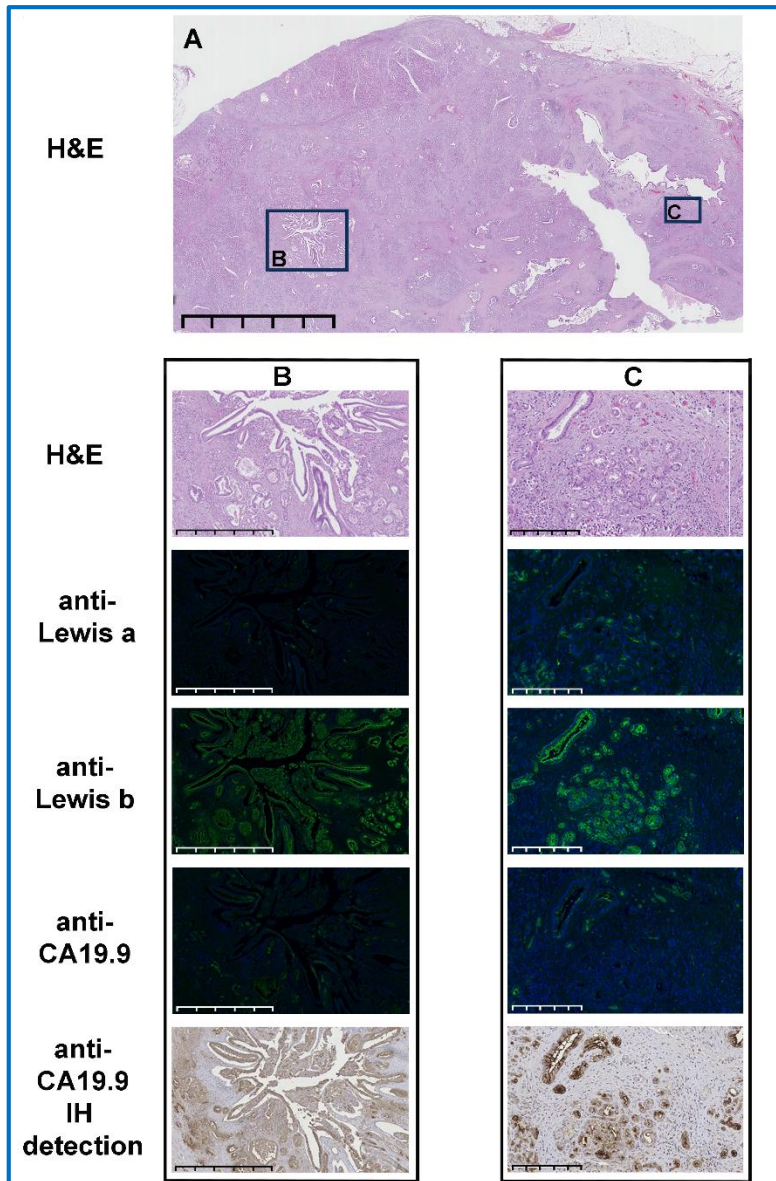 A
H&E
B
C
B
C
H&E
anti-
Lewis a
anti-
Lewis b
anti-
CA19.9
anti-
CA19.9
IH
detection